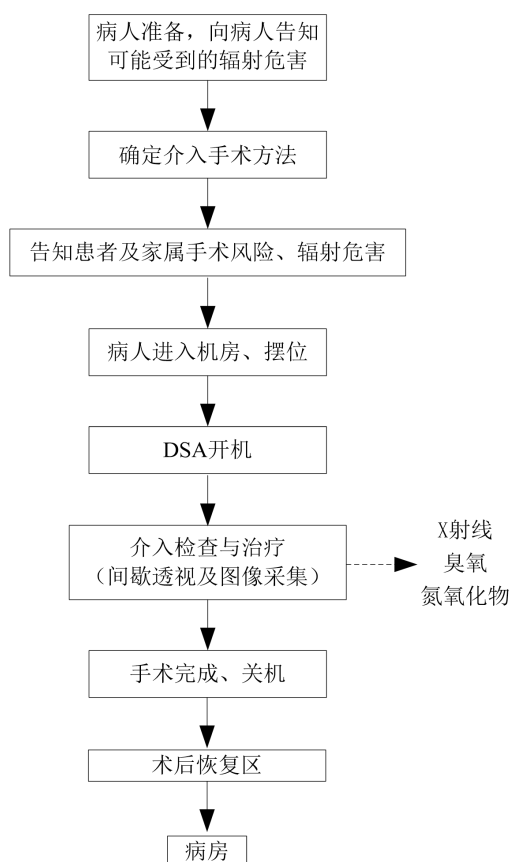 病人准备，向病人告知
可能受到的辐射危害
确定介入手术方法
告知患者及家属手术风险、辐射危害
病人进入机房、摆位
DSA开机
介入检查与治疗
（间歇透视及图像采集）
X射线
臭氧
氮氧化物
手术完成、关机
术后恢复区
病房